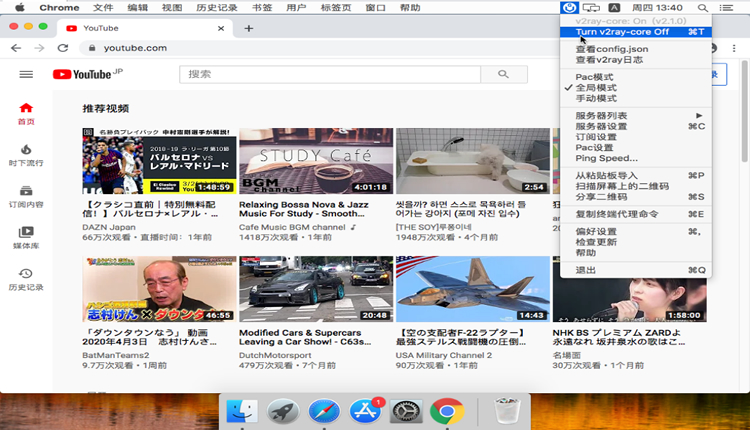 Chrome 文件 编辑 视图 历史记录 书签 用户 标签页 窗口 帮助
周四 13:40
YouTube
youtube.com
v2ray-core: On (v2.1.0)
Turn v2ray-core Off ⌘T
查看config.json
查看v2ray日志
Pac模式
✓ 全局模式
手动模式
服务器列表
服务器设置 ⌘C
订阅设置
Pac设置
Ping Speed...
从粘贴板导入 ⌘P
扫描屏幕上的二维码
分享二维码 ⌘S
复制终端代理命令 ⌘E
偏好设置 ⌘,
检查更新
帮助
退出 ⌘Q
YouTube JP
搜索
录
首页
时下流行
订阅内容
媒体库
历史记录
推荐视频
名勝負プレイバック 中村憲剛選手が解説!
2018-19 ラ・リーガ 第10節
バルセロナ VS レアル・マドリード
El Clasico
1:48:59
【クラシコ直前｜特別無料配
信！】バルセロナ×レアル・マ...
DAZN Japan
66万次观看 • 直播时间：1年前
STUDY Café
BGM
channel
4:01:18
Relaxing Bossa Nova & Jazz
Music For Study - Smooth...
Cafe Music BGM channel
1418万次观看 • 1年前
2:54
씻을까? 하면 스스로 목욕하러 들
어가는 강아지 (포메 자진 입수)
[THE SOY]루퐁이네
1948万次观看 • 4个月前
志村けん × ダウンタ
46:55
「ダウンタウンなう」 動画
2020年4月3日 志村けんさ...
BatManTeams2
9.7万次观看 • 1周前
20:48
Modified Cars & Supercars
Leaving a Car Show! - C63s...
DutchMotorsport
479万次观看 • 7个月前
14:43
【空の支配者F-22ラプター】
最強ステルス戦闘機の圧倒...
USA Military Channel 2
60万次观看 • 1年前
1:58:00
NHK BS プレミアム ZARDよ
永遠なれ 坂井泉水の歌はこ...
名場面
30万次观看 • 1年前
1